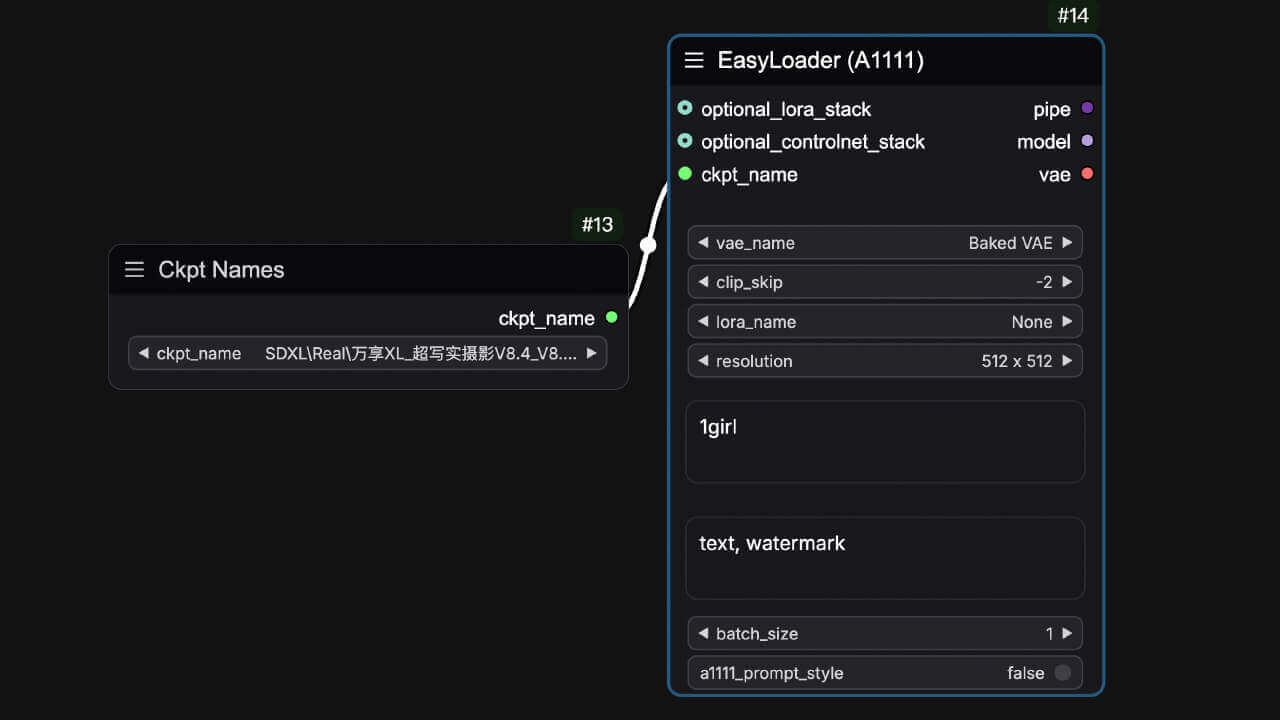 #14
EasyLoader (A1111)
optional_lora_stack pipe
optional_controlnet_stack model
ckpt_name vae
#13
Ckpt Names
ckpt_name
ckpt_name SDXL\Real\万享XL_超写实摄影V8.4_V8....
vae_name Baked VAE
clip_skip -2
lora_name None
resolution 512 x 512
1girl
text, watermark
batch_size 1
a1111_prompt_style false